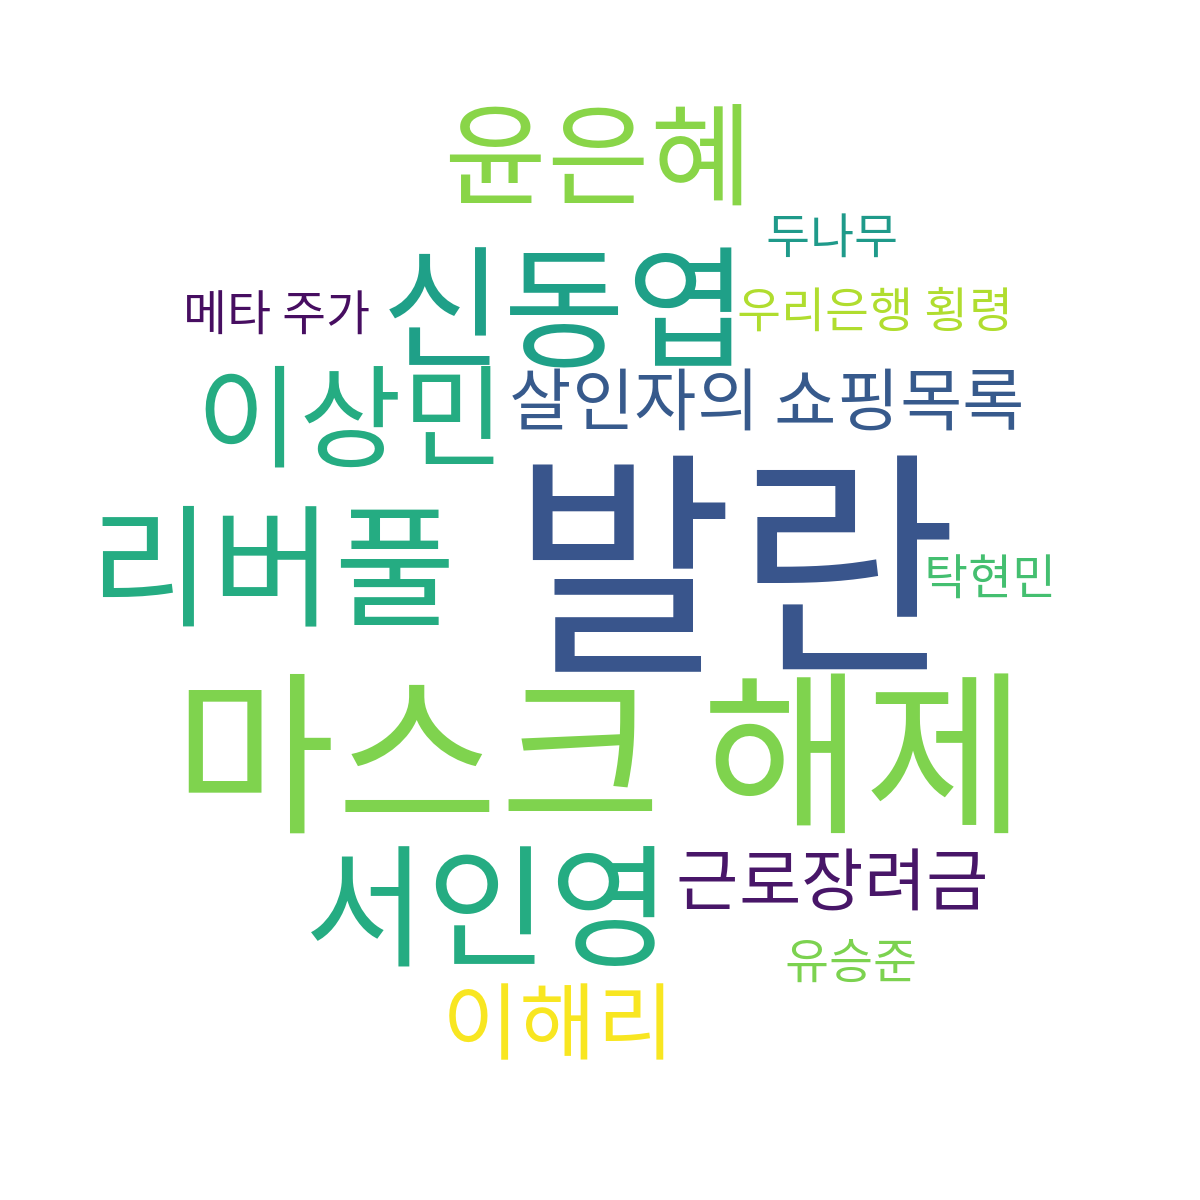 윤은혜
두나무
신동엽
메타 주가
우리은행 횡령
이상민
살인자의 쇼핑목록
발란
리버풀
탁현민
마스크 해제
서인영
근로장려금
유승준
이해리